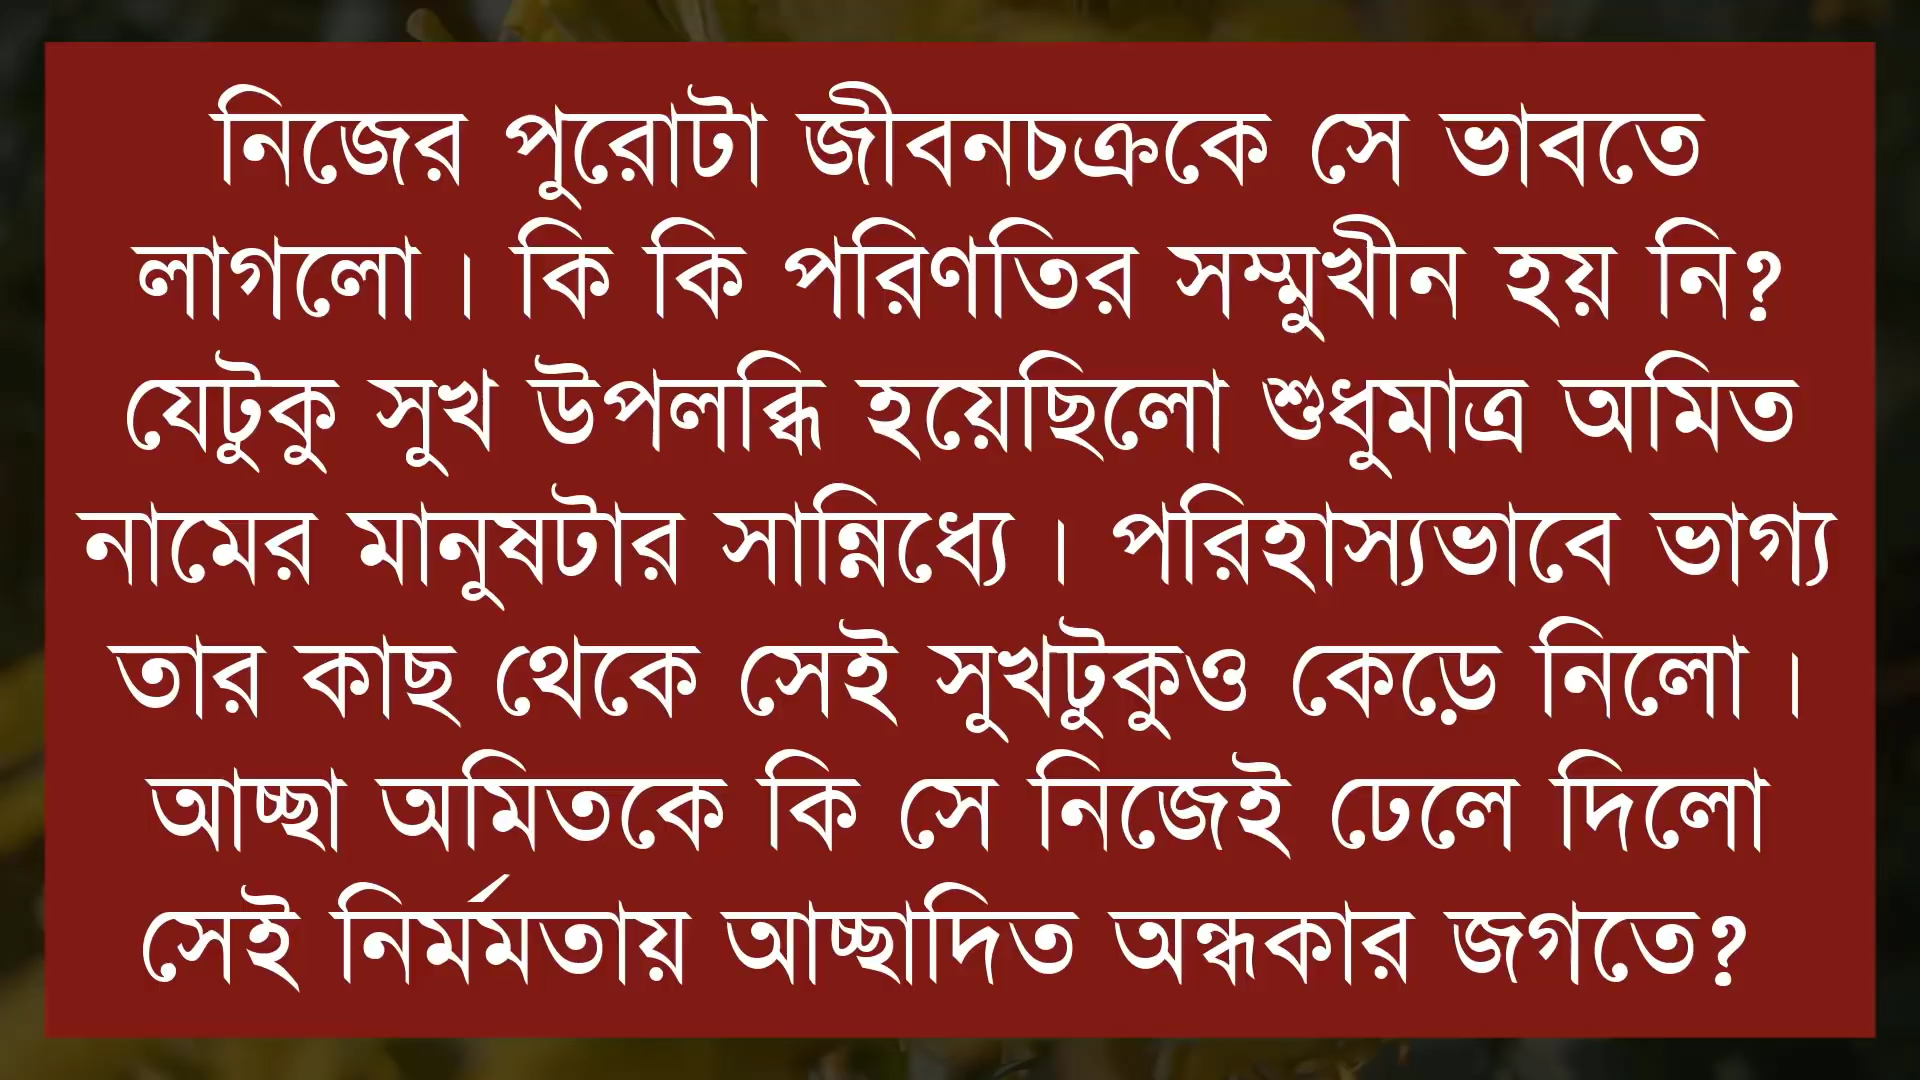 নিজের পুরোটা জীবনচক্রকে সে ভাবতে
লাগলো। কি কি পরিণতির সম্মুখীন হয় নি?
যেটুকু সুখ উপলব্ধি হয়েছিলো শুধুমাত্র অমিত
নামের মানুষটার সান্নিধ্যে। পরিহাস্যভাবে ভাগ্য
তার কাছ থেকে সেই সুখটুকুও কেড়ে নিলো।
আচ্ছা অমিতকে কি সে নিজেই ঢেলে দিলো
সেই নির্মমতায় আচ্ছাদিত অন্ধকার জগতে?